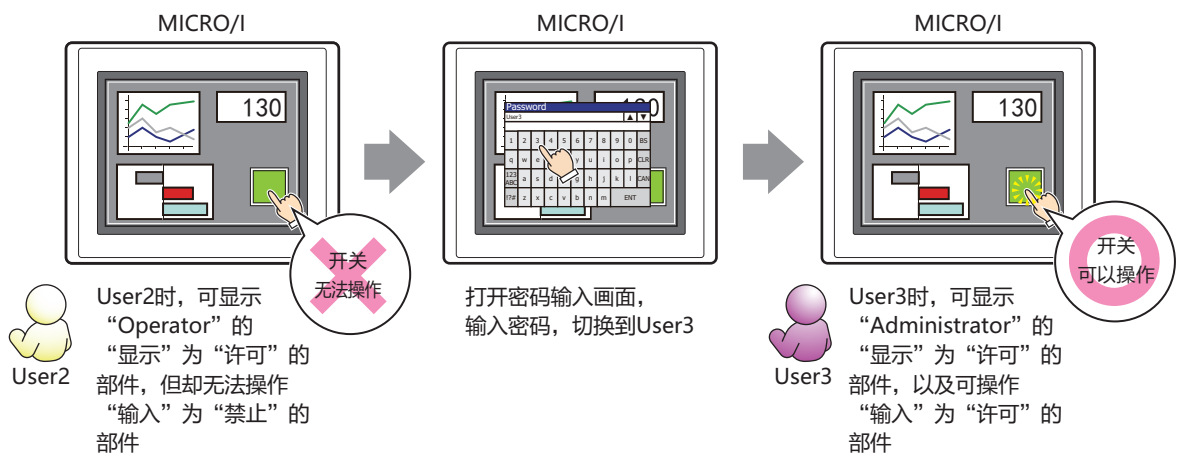 MICRO/I
130
开关
无法操作
User2
User2时，可显示
“Operator”的
“显示”为“许可”的
部件，但却无法操作
“输入”为“禁止”的
部件
MICRO/I
130
Password
User3
▲ ▼
1 2 3 4 5 6 7 8 9 0 BS
q w e y u i o p CLR
123 ABC a s d g h j k l CAN
!?# z x c v b n m ENT
打开密码输入画面，
输入密码，切换到User3
MICRO/I
130
开关
可以操作
User3
User3时，可显示
“Administrator”的
“显示”为“许可”的
部件，以及可操作
“输入”为“许可”的
部件